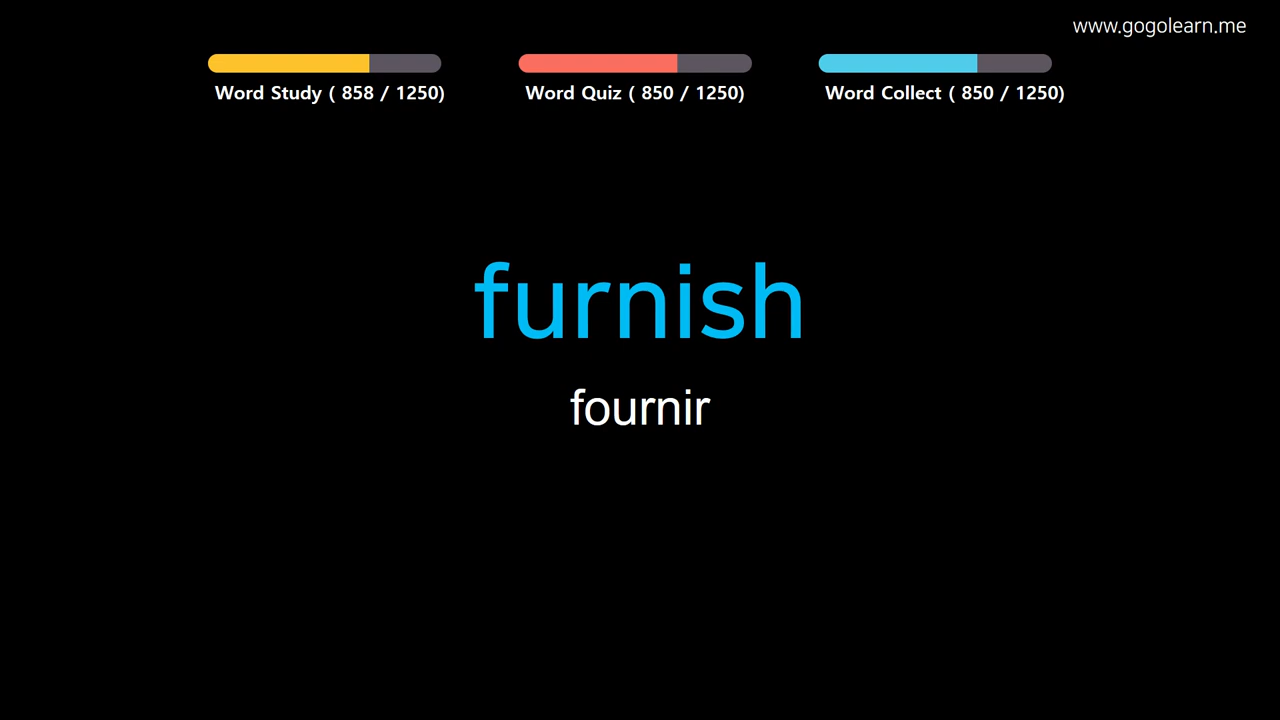 www.gogolearn.me
Word Study ( 858 / 1250)
Word Quiz ( 850 / 1250)
Word Collect ( 850 / 1250)
furnish
fournir